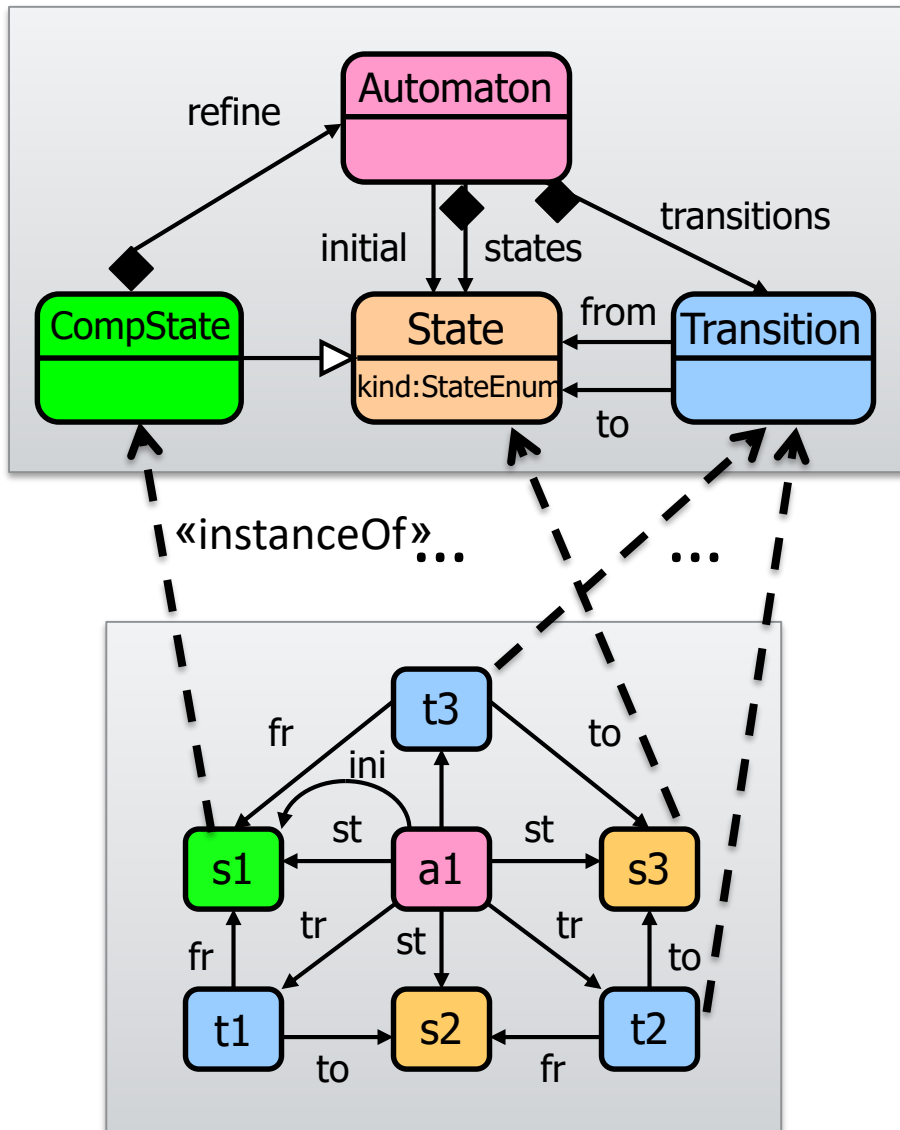 Automaton
refine
transitions
initial
states
CompState
State
from
Transition
kind:StateEnum
to
«instanceOf»
...
...
t3
fr
to
ini
st
st
s1
a1
s3
tr
st
tr
fr
to
t1
s2
t2
to
fr